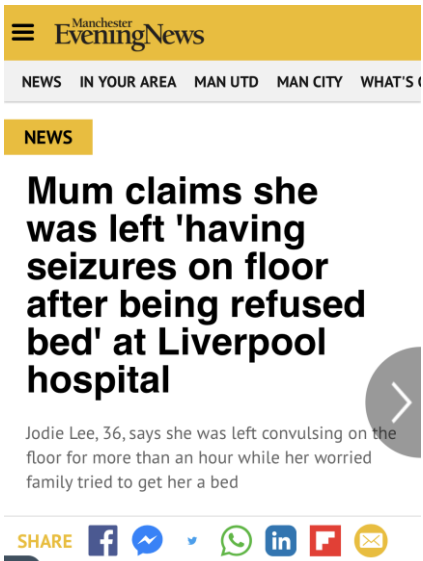 Manchester
EveningNews
NEWS IN YOUR AREA MAN UTD MAN CITY WHAT'S
NEWS
Mum claims she
was left 'having
seizures on floor
after being refused
bed' at Liverpool
hospital
Jodie Lee, 36, says she was left convulsing on the
floor for more than an hour while her worried
family tried to get her a bed
SHARE